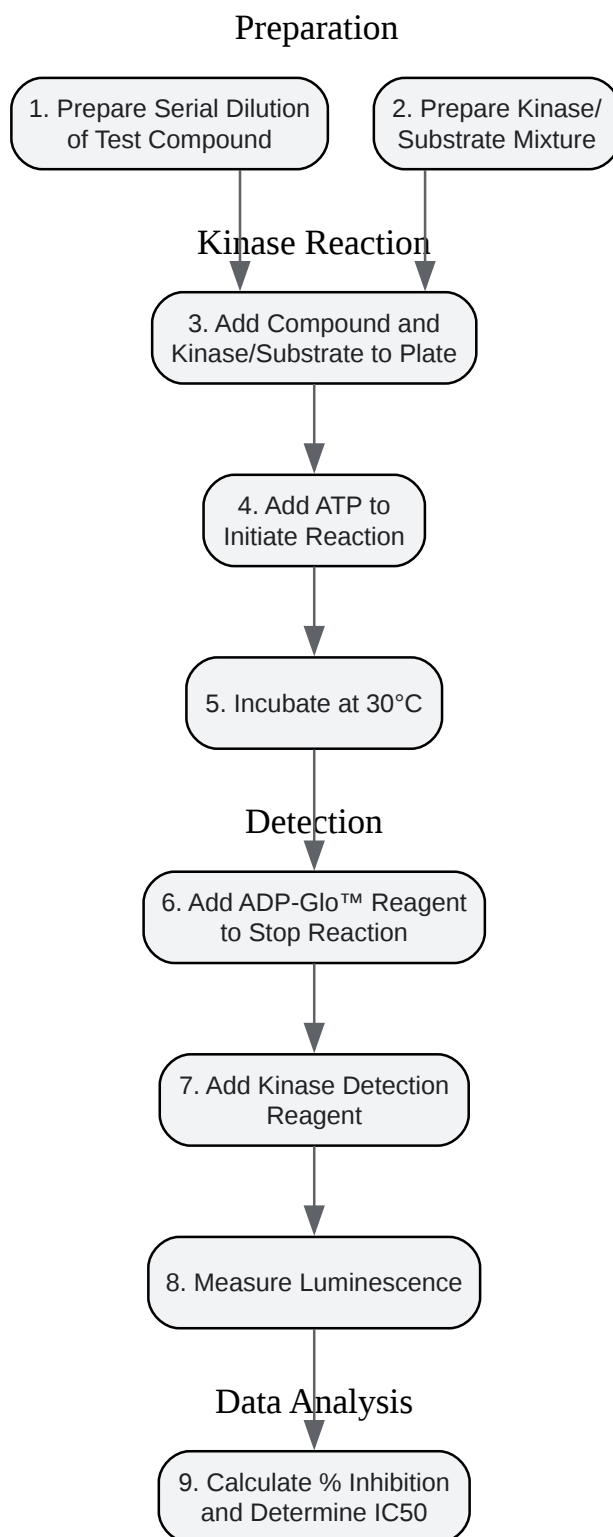 Preparation
1. Prepare Serial Dilution
of Test Compound
2. Prepare Kinase/
Substrate Mixture
Kinase Reaction
3. Add Compound and
Kinase/Substrate to Plate
4. Add ATP to
Initiate Reaction
5. Incubate at 30°C
Detection
6. Add ADP-Glo™ Reagent
to Stop Reaction
7. Add Kinase Detection
Reagent
8. Measure Luminescence
Data Analysis
9. Calculate % Inhibition
and Determine IC50